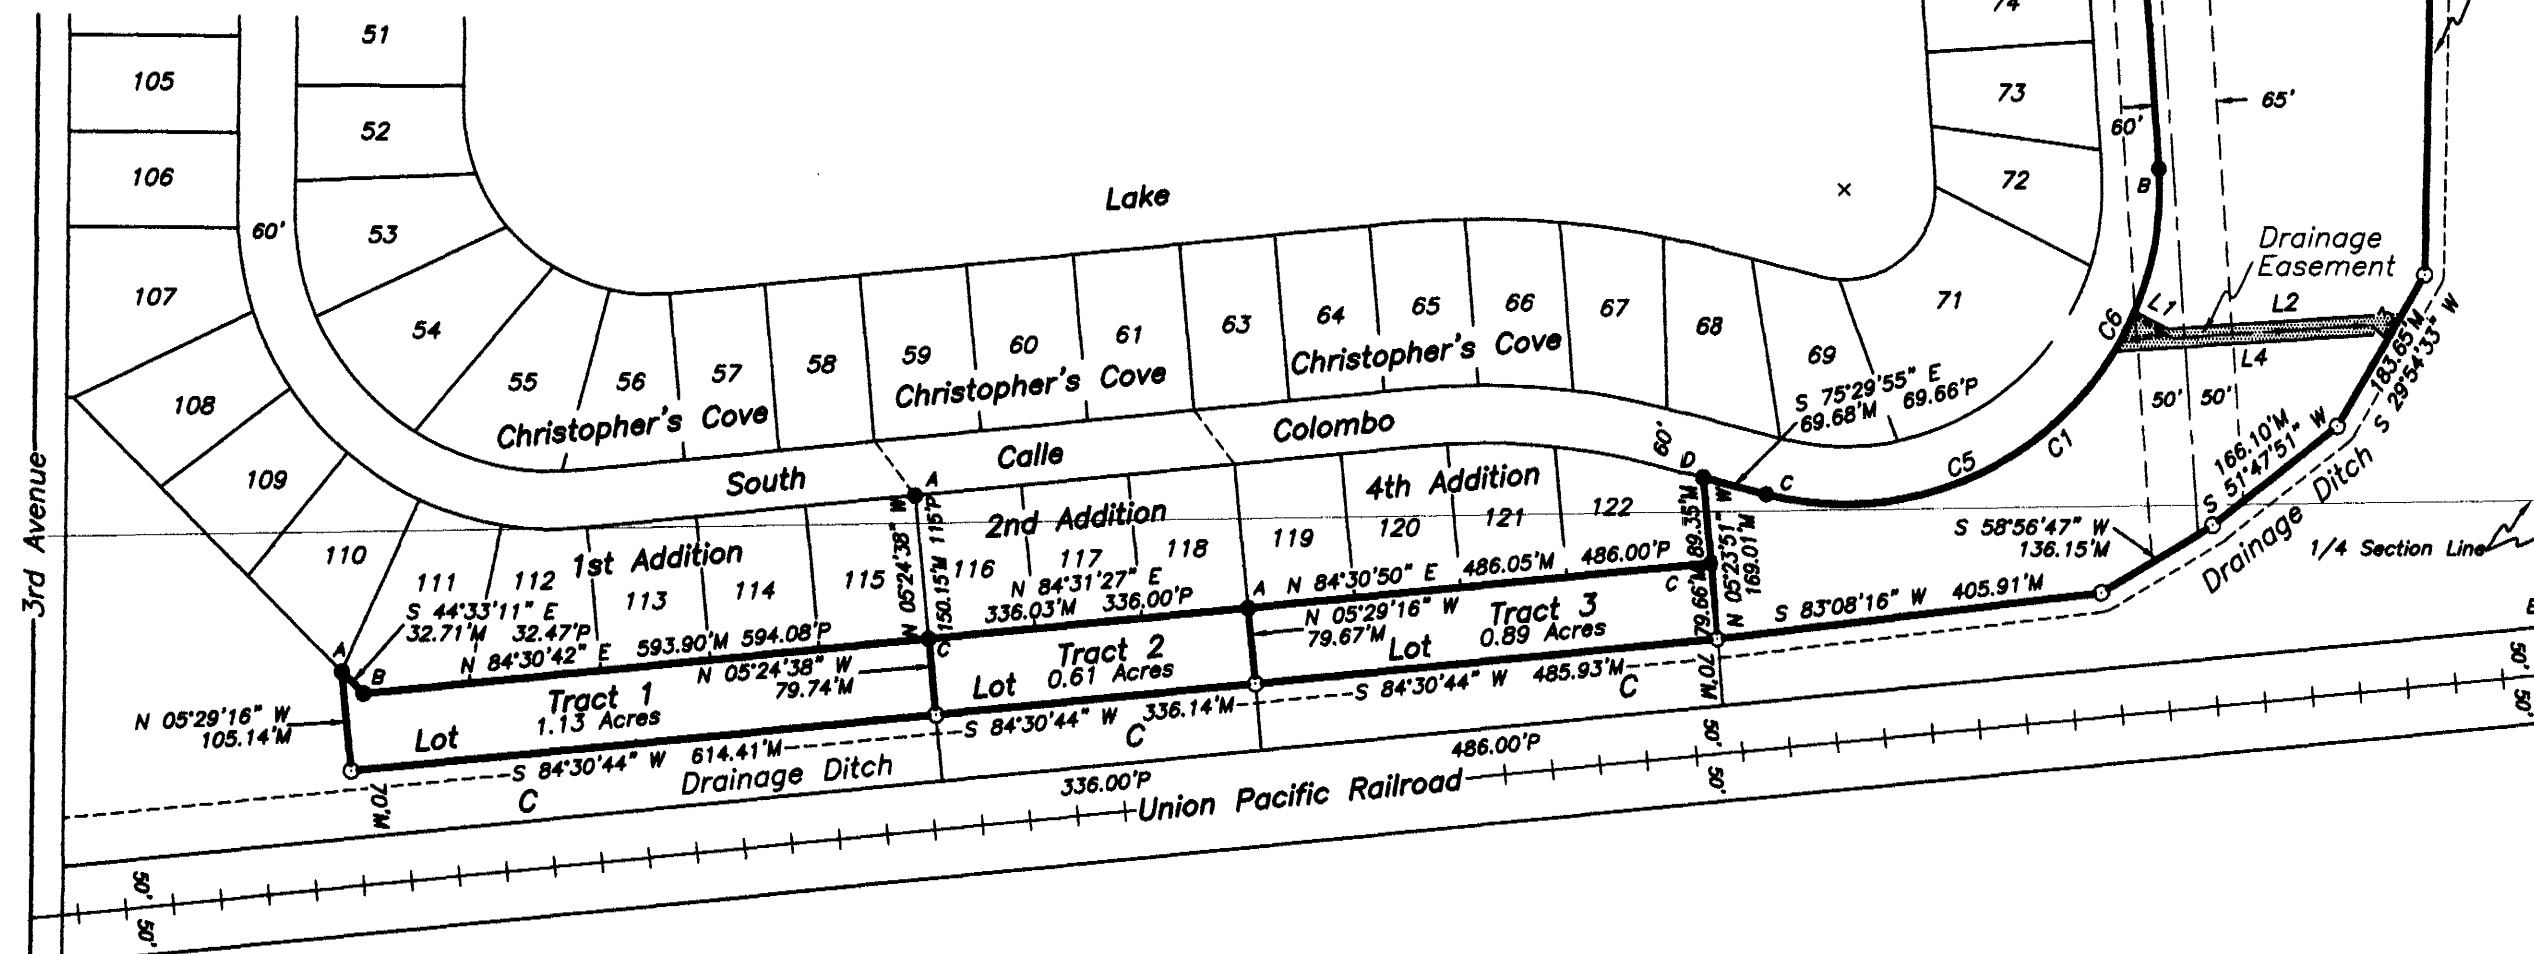 51
74
105
52
73
65'
60'
106
72
B
Lake
60'
53
Drainage
Easement
107
71
L1
L2
C6
L4
183.65'M
S 29°54'33" W
54
64
65
66
67
68
63
61
60
59
58
57
56
55
69
Christopher's Cove
Christopher's Cove
Christopher's Cove
S 75°29'55" E
69.68'M 69.66'P
50' 50'
108
109
South Calle Colombo
60'
D
C
C5
C1
166.10'M
S 51°47'51" W
A
3rd Avenue
110
111
112
113
114
115
1st Addition
N 05°24'38" W
150.15'M 115'P
2nd Addition
116
117
118
4th Addition
119
120
121
122
89.35'M
79.66'M
N 05°23'51" W
169.01'M
S 58°56'47" W
136.15'M
Drainage Ditch
1/4 Section Line
S 44°33'11" E
32.71'M 32.47'P
N 84°30'42" E 593.90'M 594.08'P
N 84°31'27" E
336.03'M 336.00'P
N 84°30'50" E 486.05'M 486.00'P
C
A
B
C
A
N 05°29'16" W
79.67'M
Tract 3
Lot 0.89 Acres
S 83°08'16" W 405.91'M
N 05°24'38" W
79.74'M
Tract 2
Lot 0.61 Acres
Tract 1
Lot 1.13 Acres
N 05°29'16" W
105.14'M
S 84°30'44" W 614.41'M
S 84°30'44" W 336.14'M
S 84°30'44" W 485.93'M
C
C
C
70'M
70'M
Drainage Ditch
336.00'P
486.00'P
Union Pacific Railroad
50'
50'
50'
50'
50'
50'